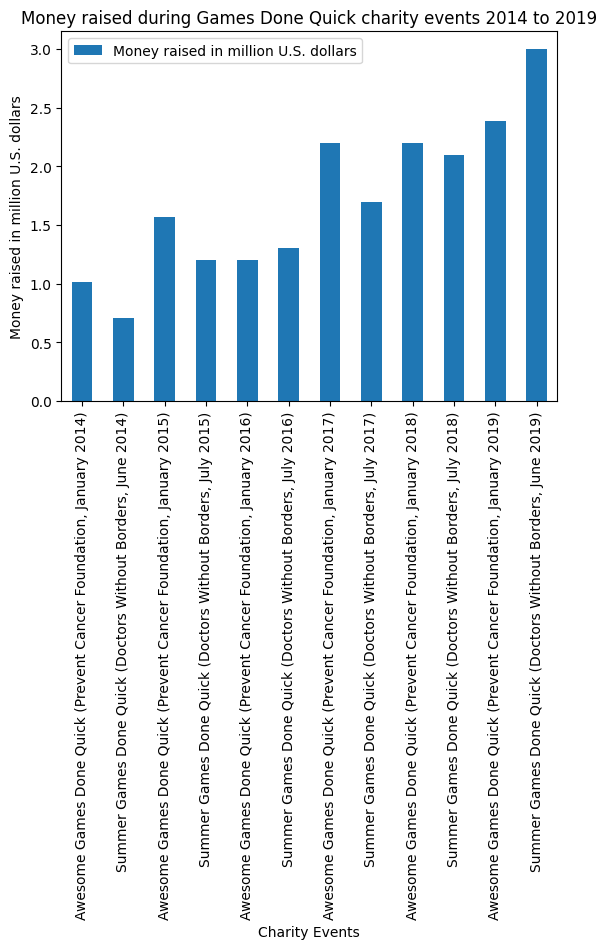 Money raised during Games Done Quick charity events 2014 to 2019
Money raised in million U.S. dollars
Money raised in million U.S. dollars
3.0
2.5
2.0
1.5
1.0
0.5
0.0
Awesome Games Done Quick (Prevent Cancer Foundation, January 2014)
Summer Games Done Quick (Doctors Without Borders, June 2014)
Awesome Games Done Quick (Prevent Cancer Foundation, January 2015)
Summer Games Done Quick (Doctors Without Borders, July 2015)
Awesome Games Done Quick (Prevent Cancer Foundation, January 2016)
Summer Games Done Quick (Doctors Without Borders, July 2016)
Awesome Games Done Quick (Prevent Cancer Foundation, January 2017)
Summer Games Done Quick (Doctors Without Borders, July 2017)
Awesome Games Done Quick (Prevent Cancer Foundation, January 2018)
Summer Games Done Quick (Doctors Without Borders, July 2018)
Awesome Games Done Quick (Prevent Cancer Foundation, January 2019)
Summer Games Done Quick (Doctors Without Borders, June 2019)
Charity Events